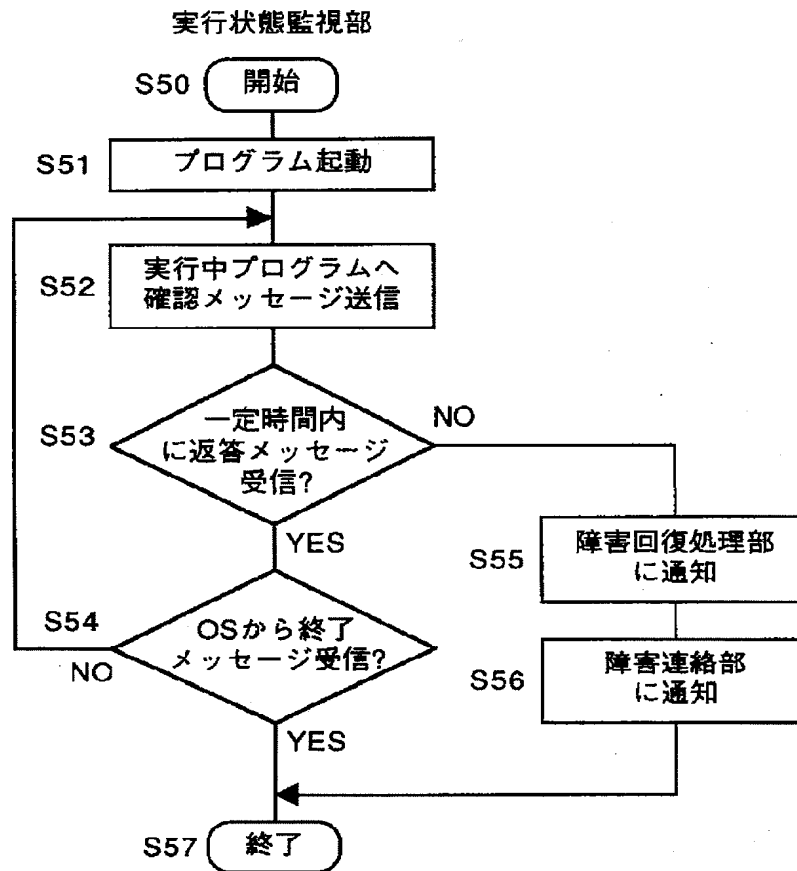 実行状態監視部
S50
開始
S51
プログラム起動
S52
実行中プログラムへ
確認メッセージ送信
S53
一定時間内
に返答メッセージ
受信?
NO
YES
S54
OSから終了
メッセージ受信?
NO
YES
S55
障害回復処理部
に通知
S56
障害連絡部
に通知
S57
終了